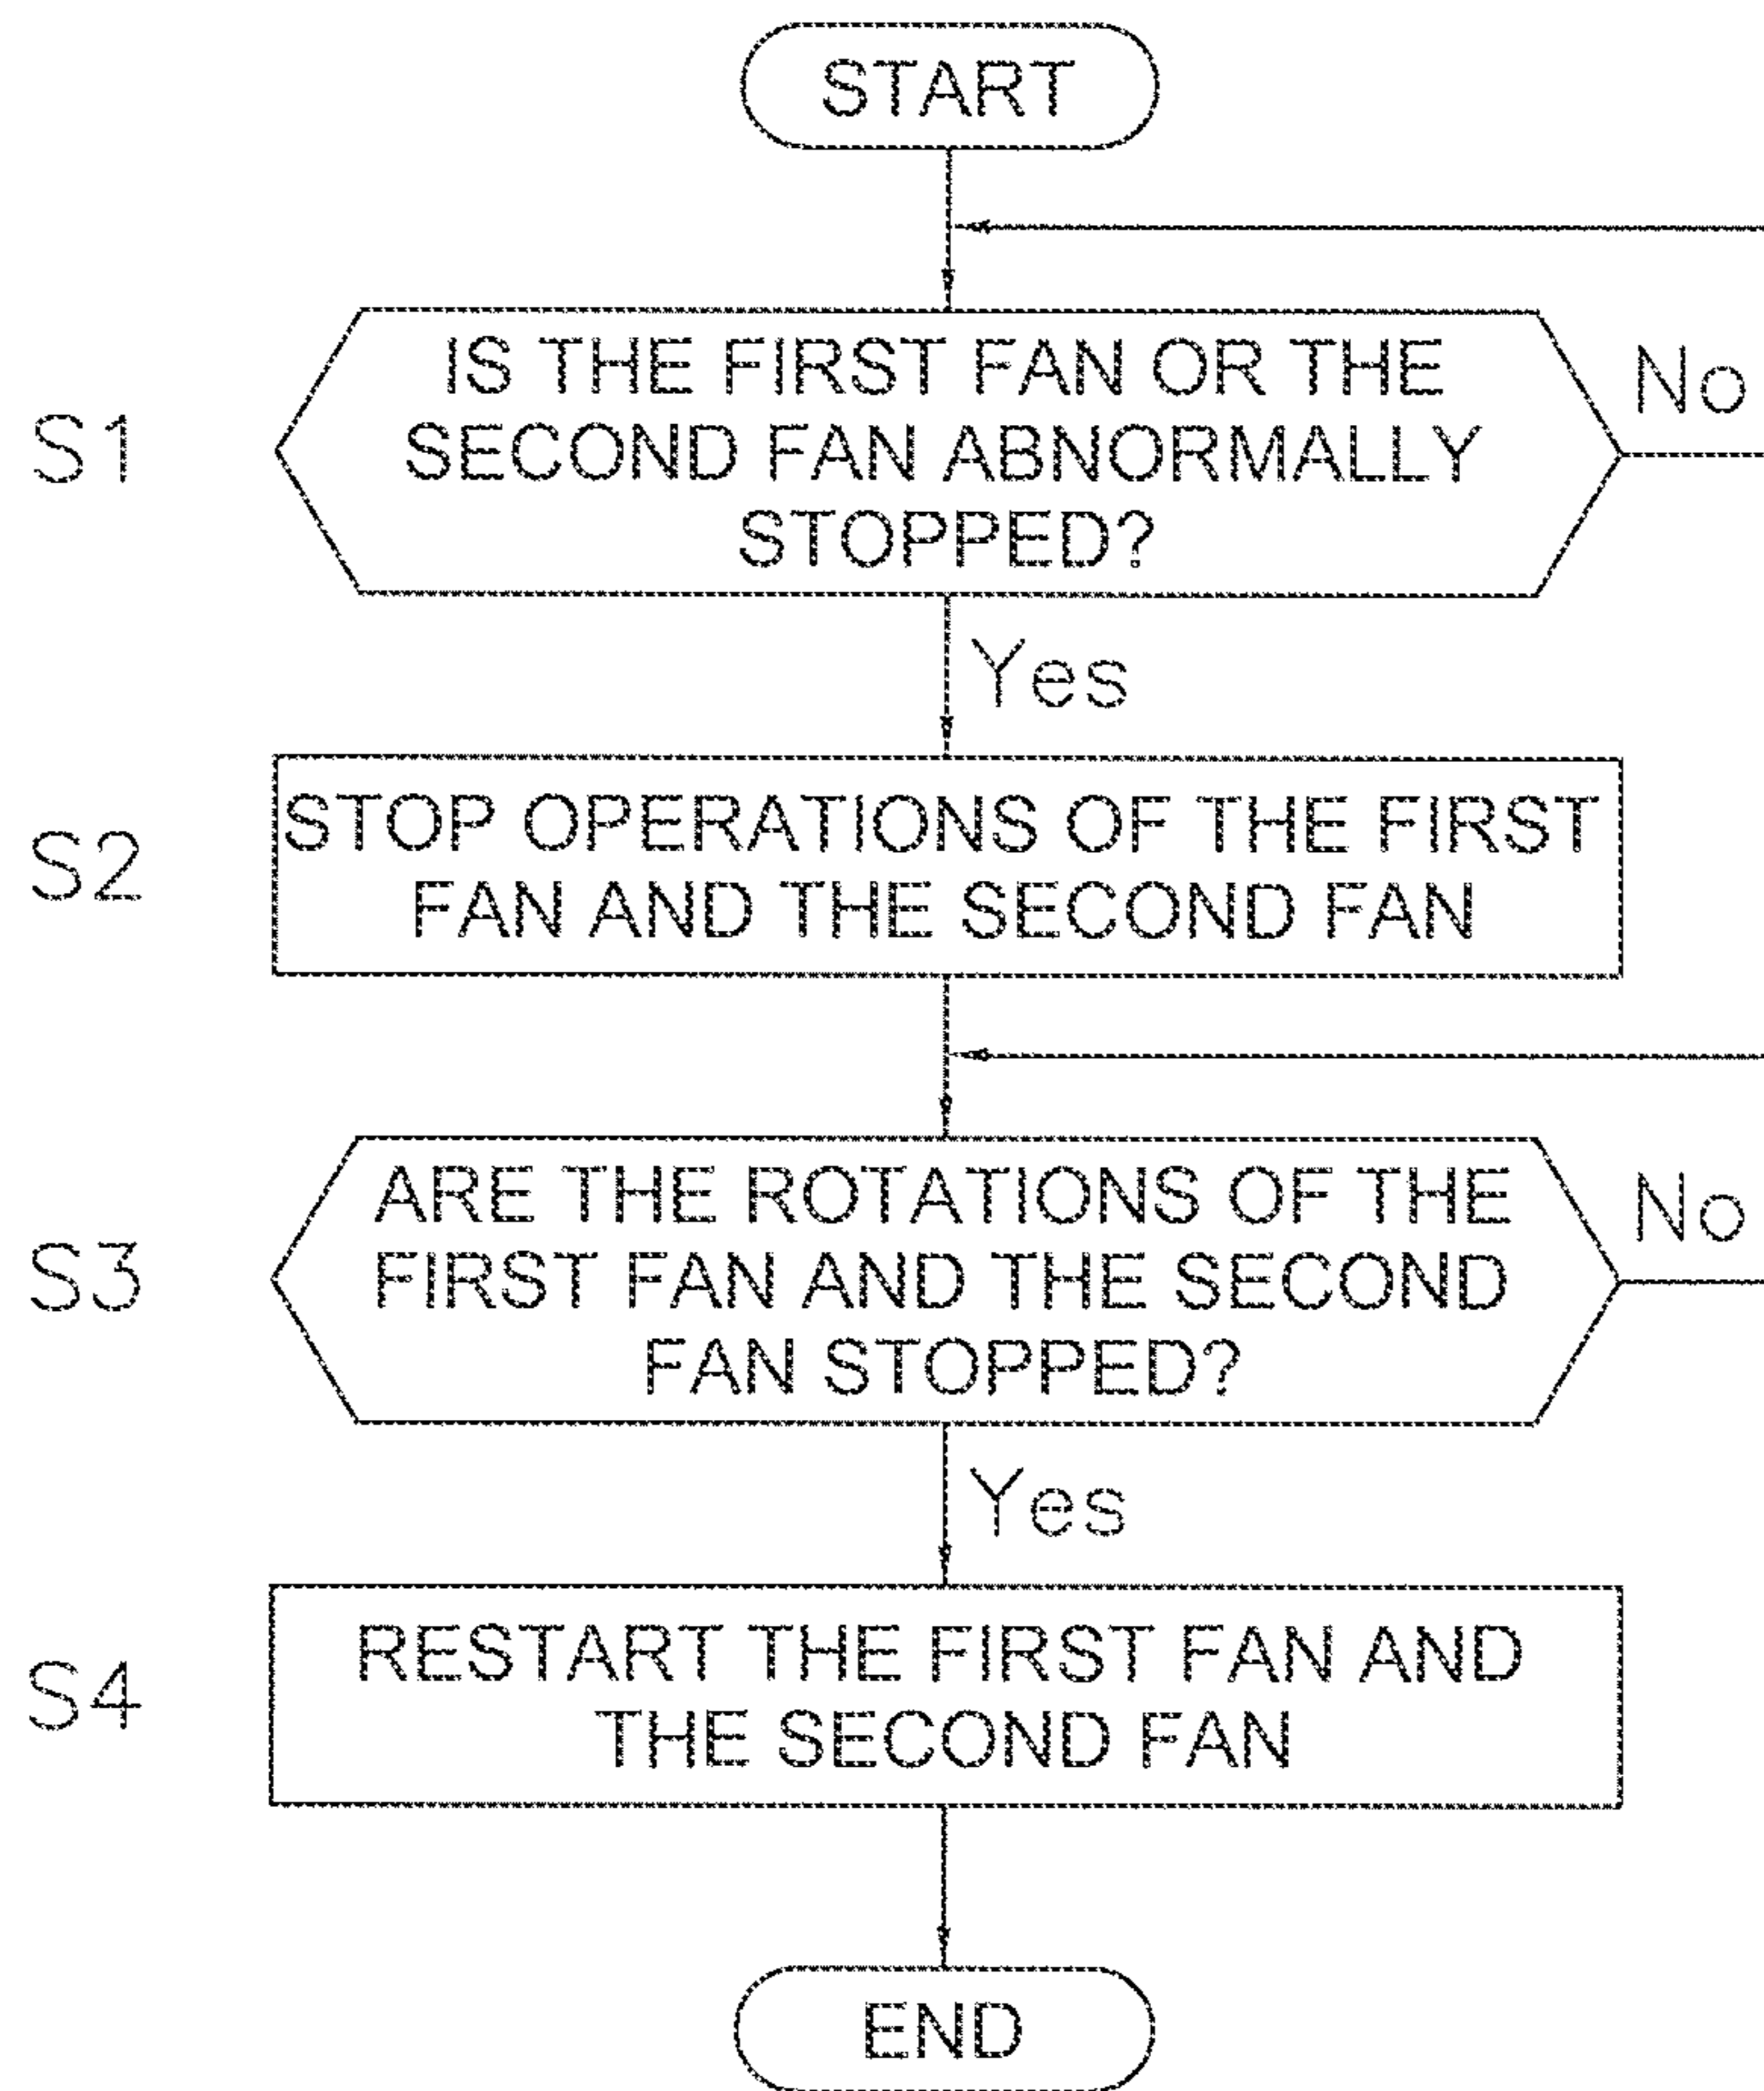 START
IS THE FIRST FAN OR THE
SECOND FAN ABNORMALLY
STOPPED?
No
S1
Yes
STOP OPERATIONS OF THE FIRST
FAN AND THE SECOND FAN
S2
ARE THE ROTATIONS OF THE
FIRST FAN AND THE SECOND
FAN STOPPED?
No
S3
Yes
RESTART THE FIRST FAN AND
THE SECOND FAN
S4
END